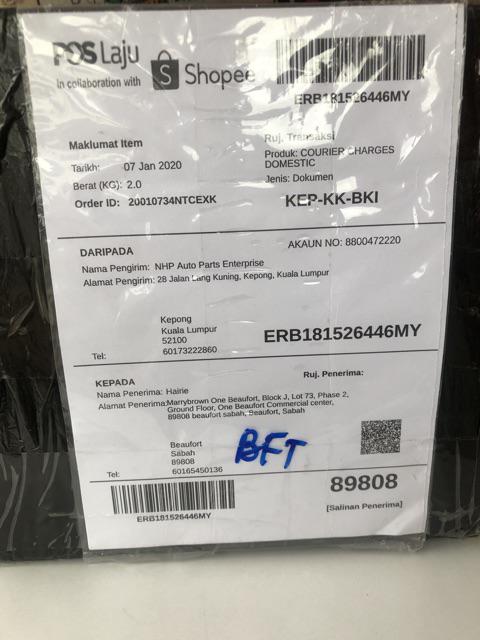 POS Laju
In collaboration with
Shopee
ERB181526446MY
Maklumat Item
Tarikh: 07 Jan 2020
Berat (KG): 2.0
Order ID: 20010734NTCEXK
Ruj. Transaksi
Produk: COURIER CHARGES
DOMESTIC
Jenis: Dokumen
KEP-KK-BKI
DARIPADA
AKAUN NO: 8800472220
Nama Pengirim: NHP Auto Parts Enterprise
Alamat Pengirim: 28 Jalan Lang Kuning, Kepong, Kuala Lumpur
Kepong
Kuala Lumpur
52100
Tel: 60173222860
ERB181526446MY
KEPADA
Ruj. Penerima:
Nama Penerima: Hairie
Alamat Penerima:Marrybrown One Beaufort, Block J, Lot 73, Phase 2,
Ground Floor, One Beaufort Commercial center,
89808 beaufort sabah, Beaufort, Sabah
BFT
Beaufort
Sabah
89808
Tel: 60165450136
89808
ERB181526446MY
[Salinan Penerima]